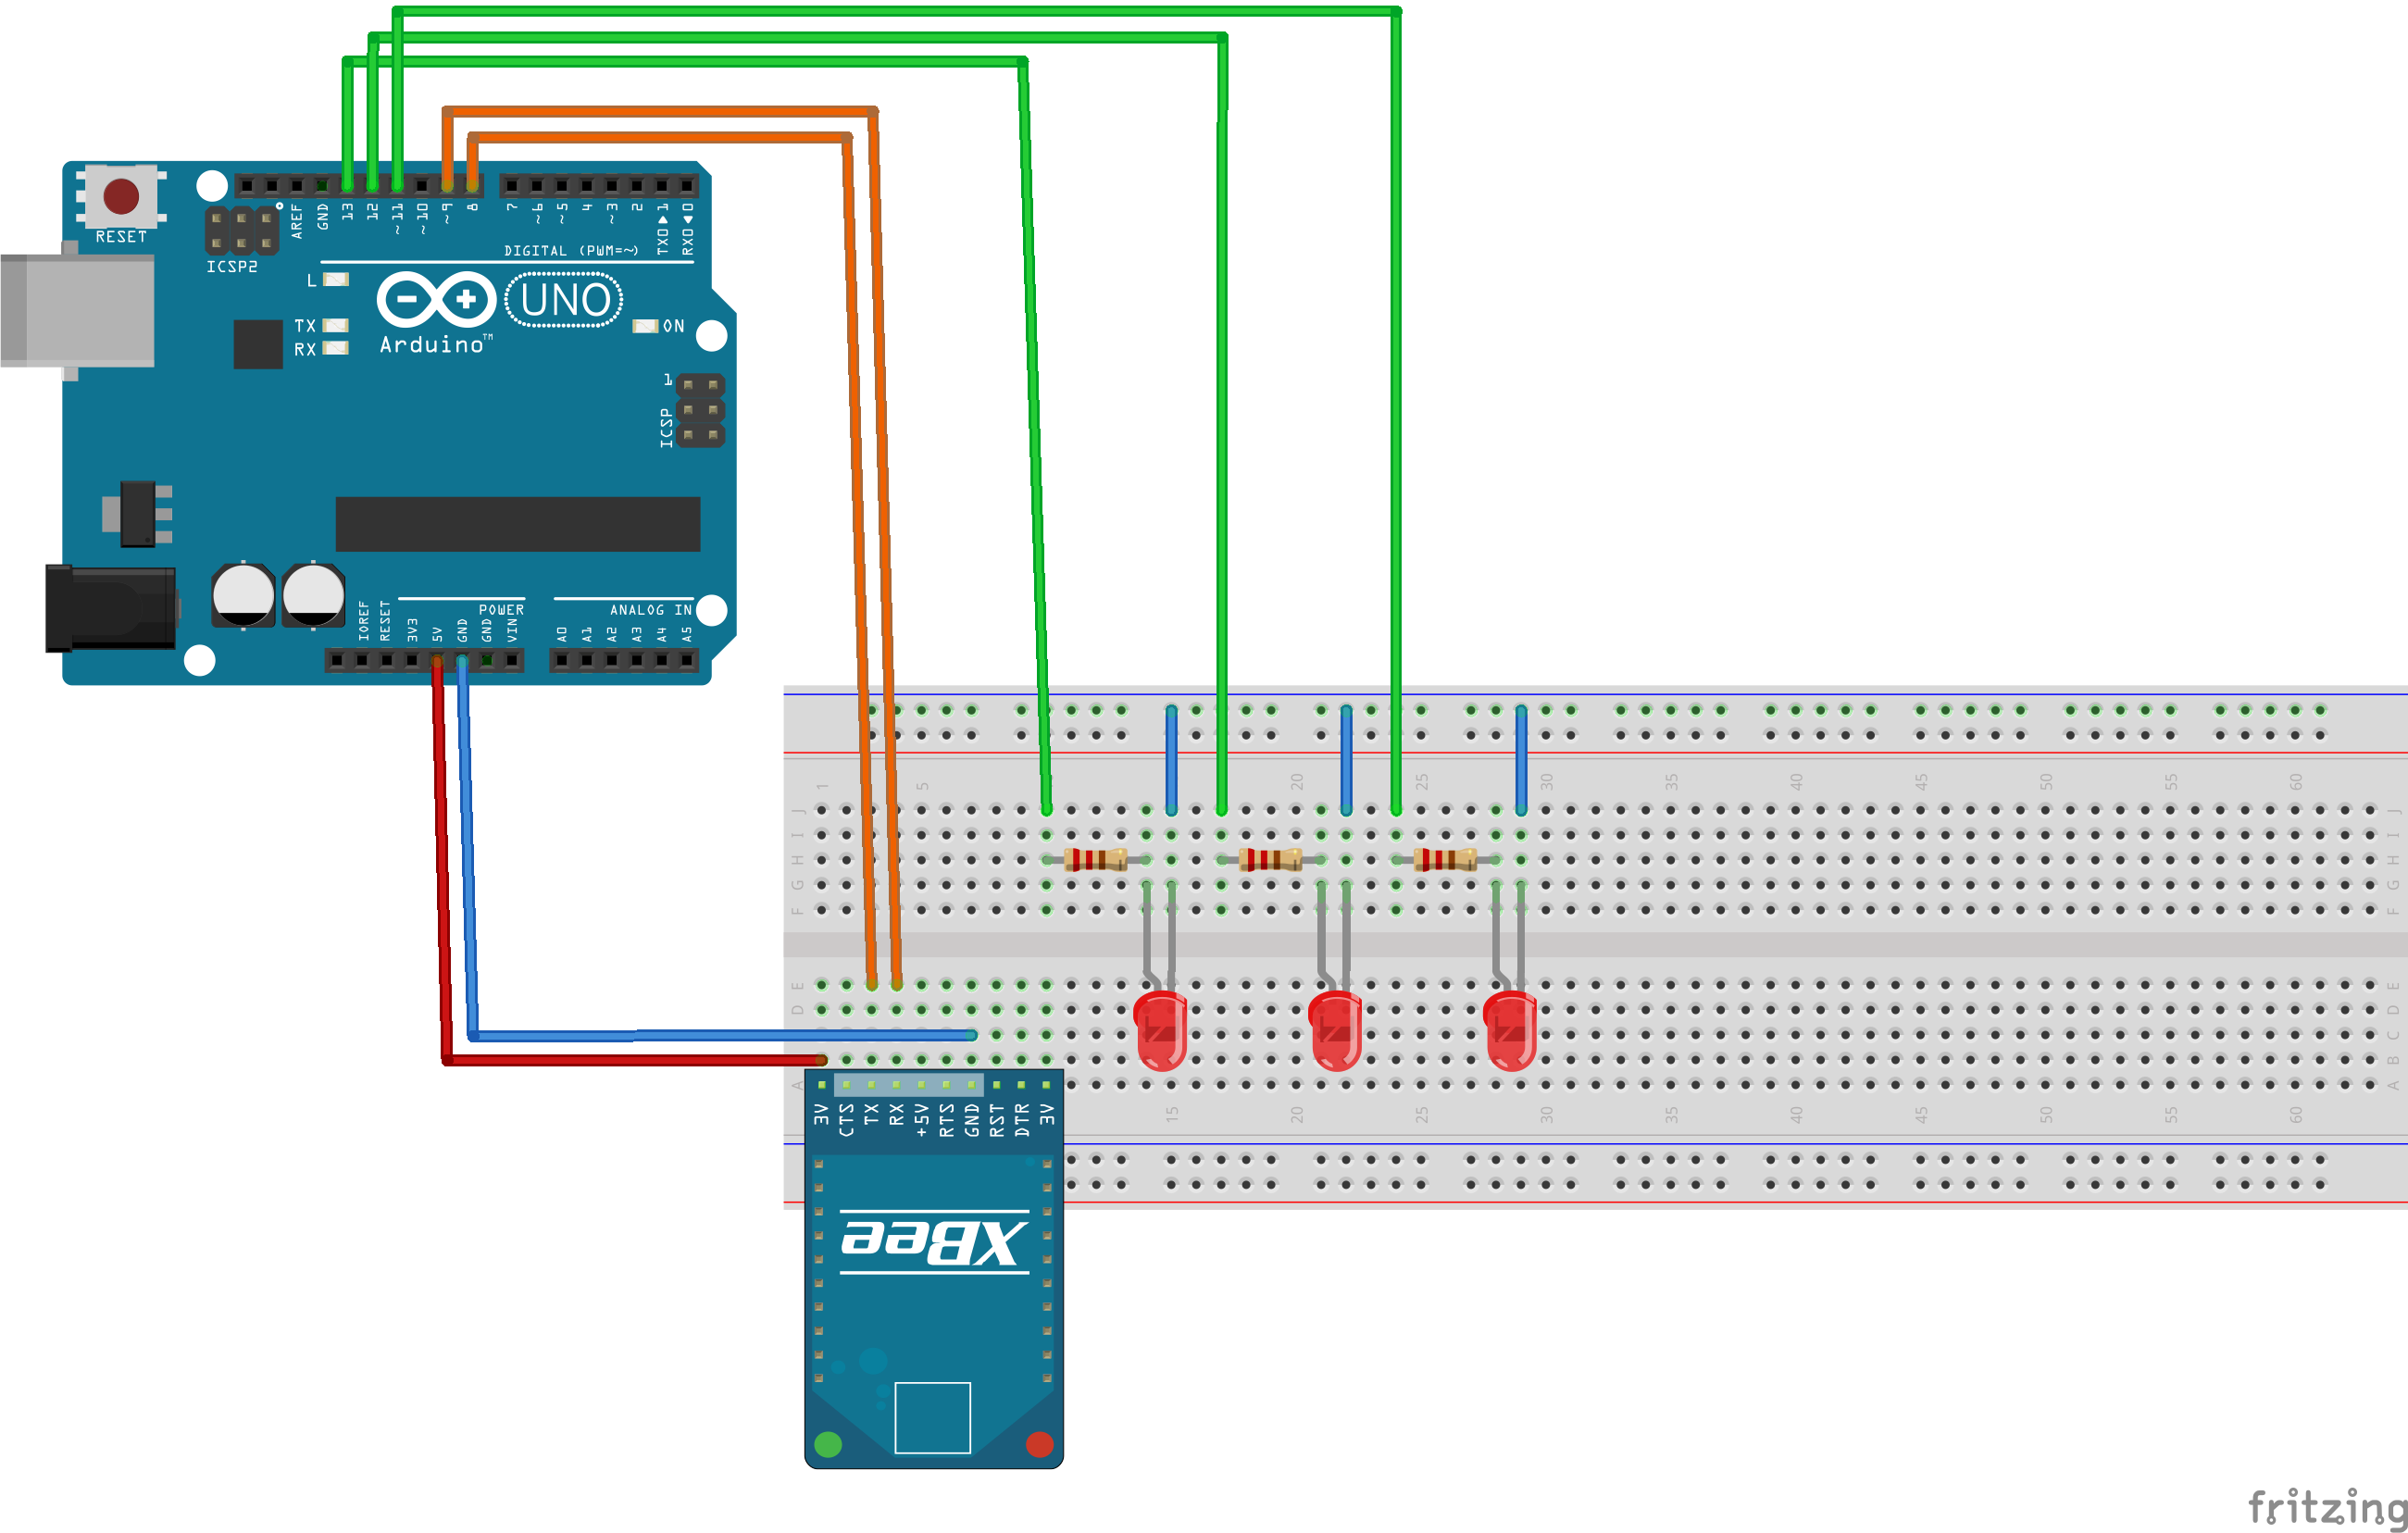 RESET
ICSP2
AREF
GND
13
12
~11
~10
~9
8
7
~6
~5
4
~3
2
TX0 ▶ 1
RX0 ◀ 0
DIGITAL (PWM=~)
L
TX
RX
Arduino™
UNO
ON
1
ICSP
IOREF
RESET
3V3
5V
GND
GND
VIN
POWER
ANALOG IN
A0
A1
A2
A3
A4
A5
1 5 20 25 30 35 40 45 50 55 60
J J
I I
H H
G G
F F
E E
D D
C
B
A A
15 20 25 30 35 40 45 50 55 60
3V
CTS
TX
RX
+5V
RTS
GND
RST
DTR
3V
XBee
fritzing